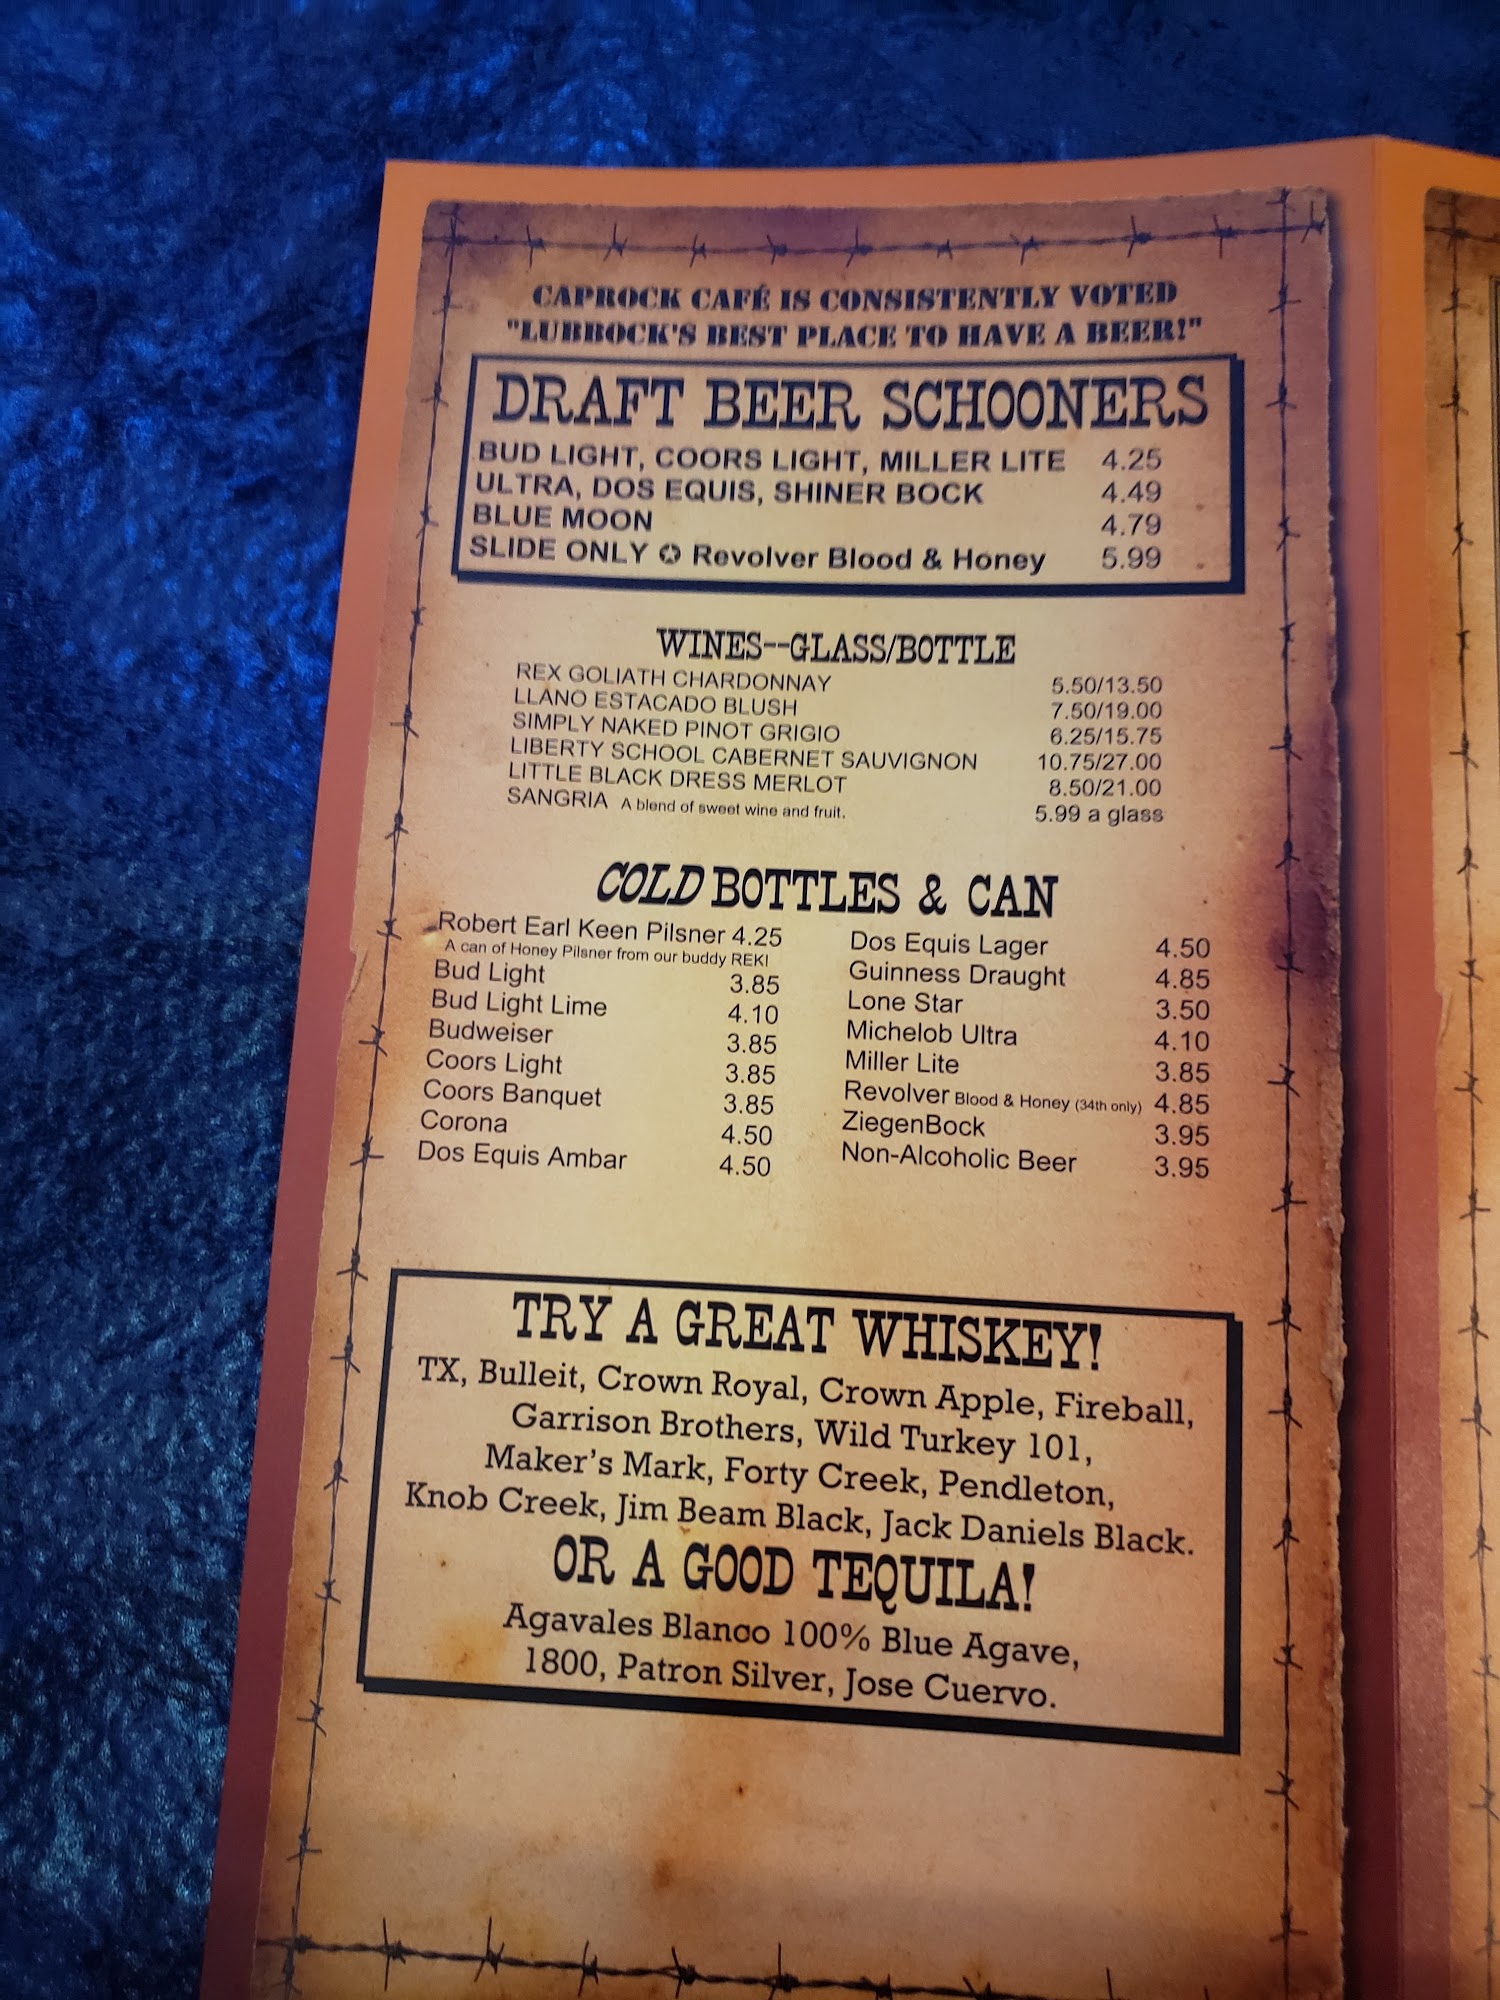 CAPROCK CAFÉ IS CONSISTENTLY VOTED
"LUBBOCK'S BEST PLACE TO HAVE A BEER!"
DRAFT BEER SCHOONERS
BUD LIGHT, COORS LIGHT, MILLER LITE 4.25
ULTRA, DOS EQUIS, SHINER BOCK 4.49
BLUE MOON 4.79
SLIDE ONLY ✪ Revolver Blood & Honey 5.99
WINES--GLASS/BOTTLE
REX GOLIATH CHARDONNAY 5.50/13.50
LLANO ESTACADO BLUSH 7.50/19.00
SIMPLY NAKED PINOT GRIGIO 6.25/15.75
LIBERTY SCHOOL CABERNET SAUVIGNON 10.75/27.00
LITTLE BLACK DRESS MERLOT 8.50/21.00
SANGRIA A blend of sweet wine and fruit. 5.99 a glass
COLD BOTTLES & CAN
Robert Earl Keen Pilsner 4.25
A can of Honey Pilsner from our buddy REK!
Bud Light 3.85
Bud Light Lime 4.10
Budweiser 3.85
Coors Light 3.85
Coors Banquet 3.85
Corona 4.50
Dos Equis Ambar 4.50
Dos Equis Lager 4.50
Guinness Draught 4.85
Lone Star 3.50
Michelob Ultra 4.10
Miller Lite 3.85
Revolver Blood & Honey (34th only) 4.85
ZiegenBock 3.95
Non-Alcoholic Beer 3.95
TRY A GREAT WHISKEY!
TX, Bulleit, Crown Royal, Crown Apple, Fireball,
Garrison Brothers, Wild Turkey 101,
Maker's Mark, Forty Creek, Pendleton,
Knob Creek, Jim Beam Black, Jack Daniels Black.
OR A GOOD TEQUILA!
Agavales Blanco 100% Blue Agave,
1800, Patron Silver, Jose Cuervo.